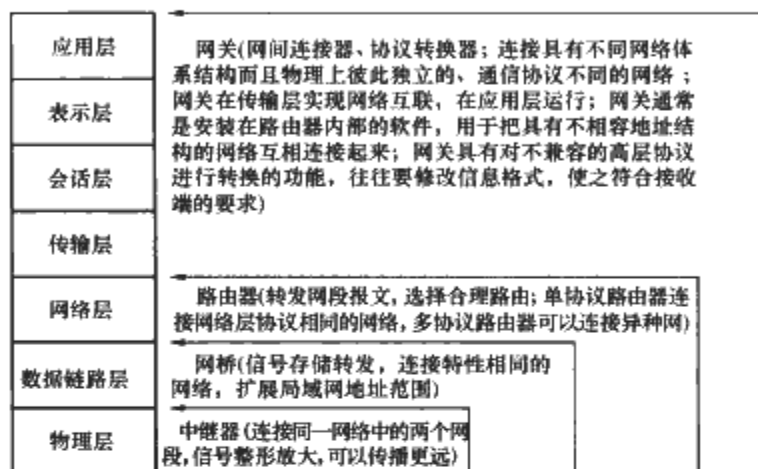 应用层
网关(网间连接器、协议转换器；连接具有不同网络体
系结构而且物理上彼此独立的、通信协议不同的网络；
网关在传输层实现网络互联，在应用层运行；网关通常
是安装在路由器内部的软件，用于把具有不相容地址结
构的网络互相连接起来；网关具有对不兼容的高层协议
进行转换的功能，往往要修改信息格式，使之符合接收
端的要求)
表示层
会话层
传输层
网络层
路由器(转发网段报文,选择合理路由;单协议路由器连
接网络层协议相同的网络,多协议路由器可以连接异种网)
数据链路层
网桥(信号存储转发，连接特性相同的
网络，扩展局域网地址范围)
物理层
中继器(连接同一网络中的两个网
段,信号整形放大,可以传播更远)